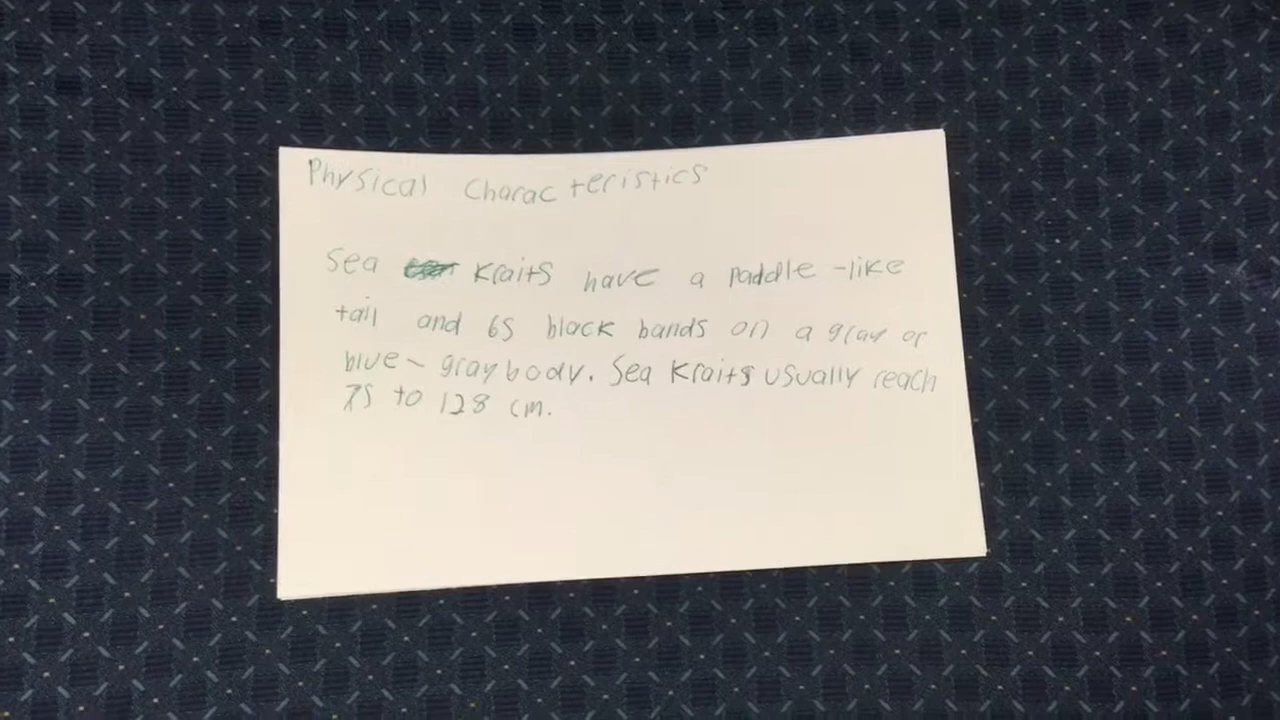 Physical Characteristics
Sea Kraits have a paddle-like
tail and 65 black bands on a gray or
blue-gray body. Sea Kraits usually reach
75 to 128 cm.